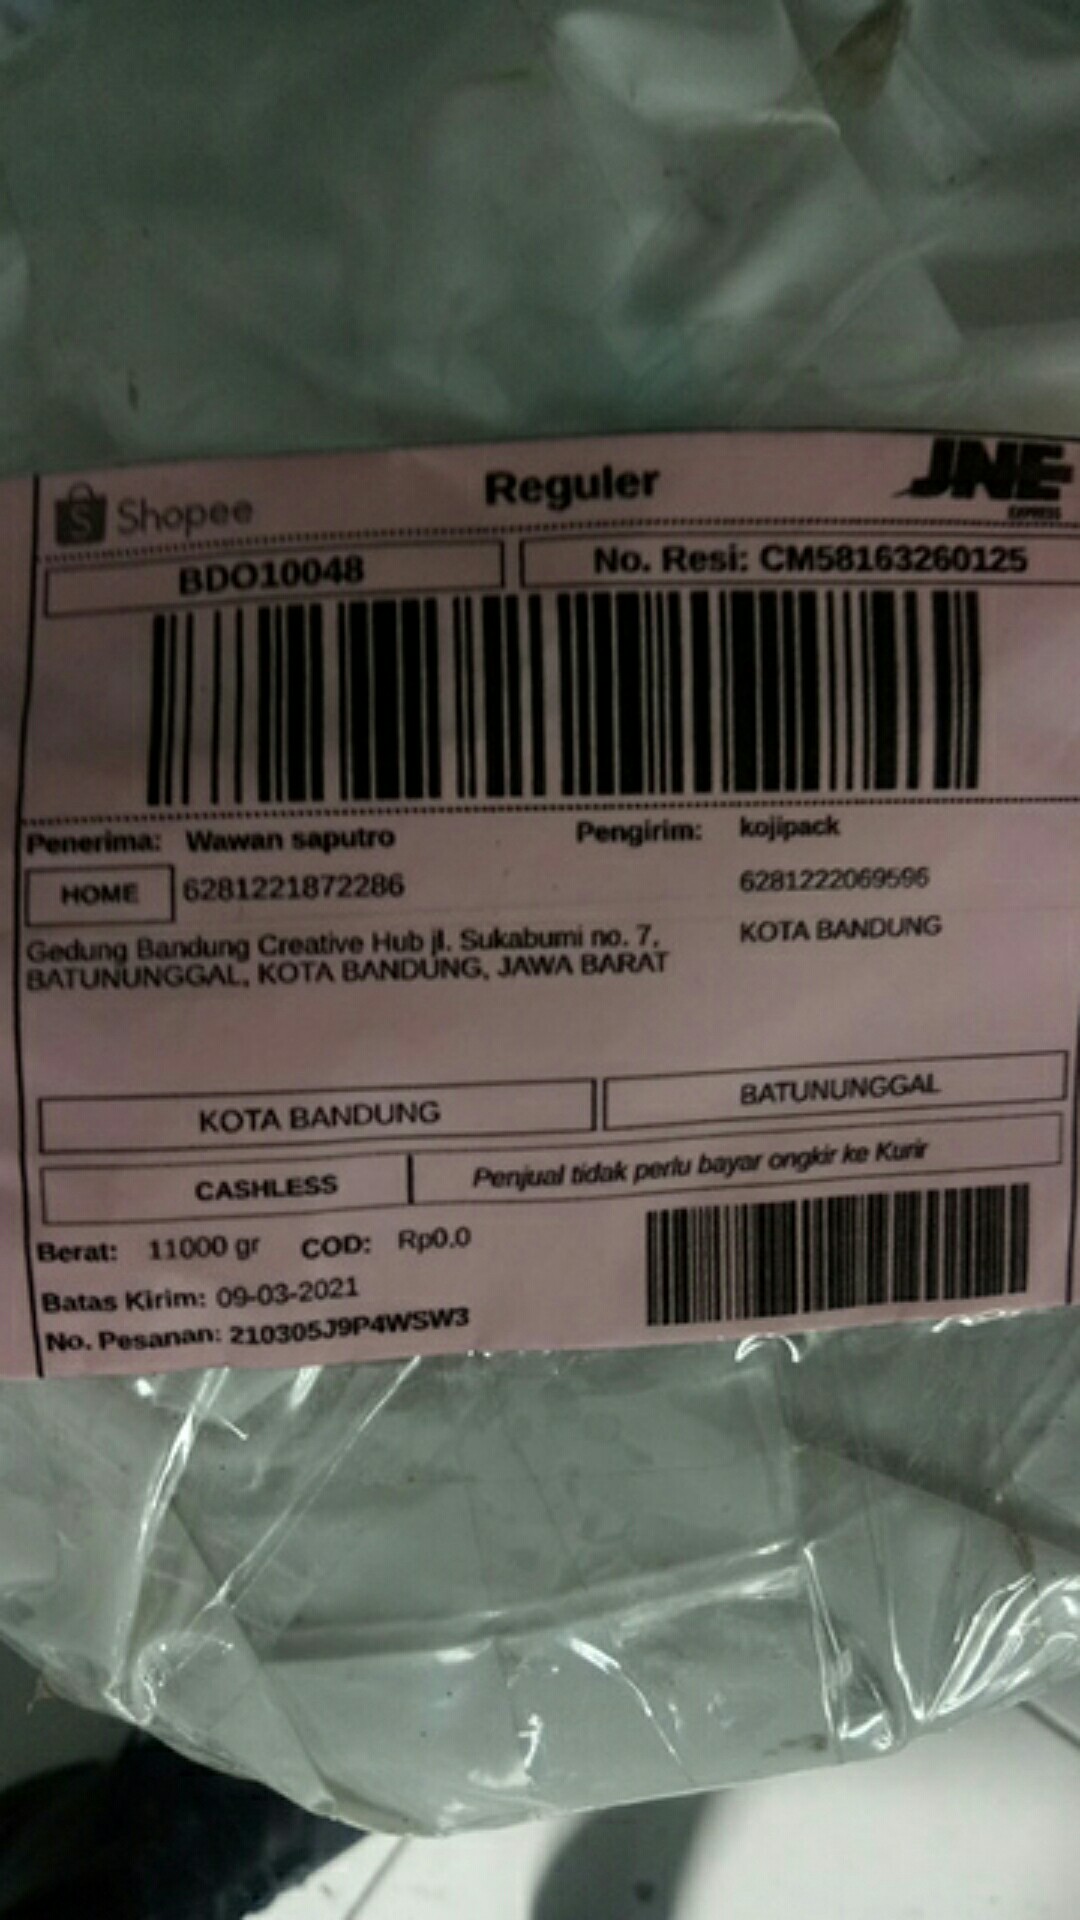 Shopee
Reguler
JNE
EXPRESS
BDO10048
No. Resi: CM58163260125
Penerima: Wawan saputro
Pengirim: kojipack
HOME
6281221872286
6281222069596
Gedung Bandung Creative Hub jl. Sukabumi no. 7,
BATUNUNGGAL, KOTA BANDUNG, JAWA BARAT
KOTA BANDUNG
KOTA BANDUNG
BATUNUNGGAL
CASHLESS
Penjual tidak perlu bayar ongkir ke Kurir
Berat: 11000 gr COD: Rp0.0
Batas Kirim: 09-03-2021
No. Pesanan: 210305J9P4WSW3